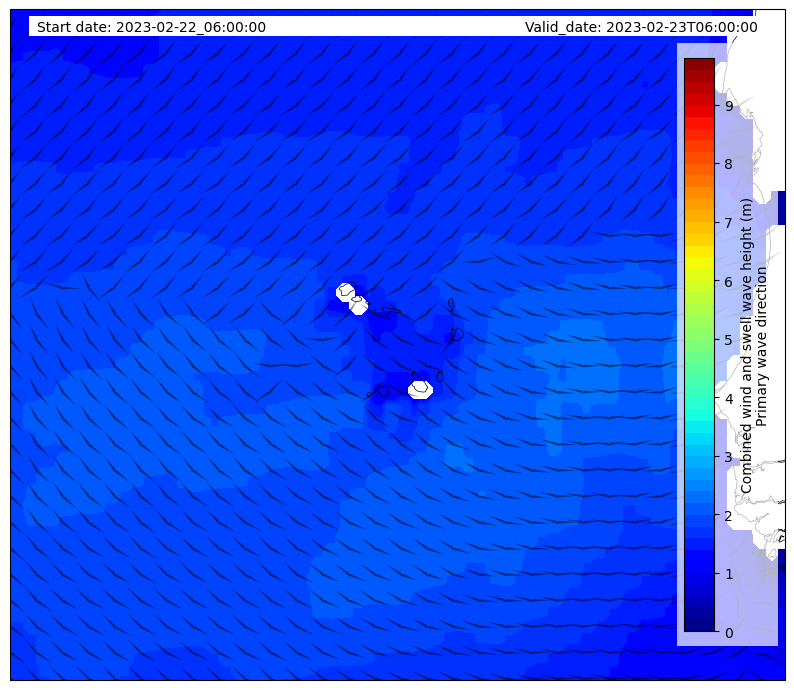 Start date: 2023-02-22_06:00:00
Valid_date: 2023-02-23T06:00:00
9
8
7
6
5
4
3
2
1
0
Combined wind and swell wave height (m)
Primary wave direction